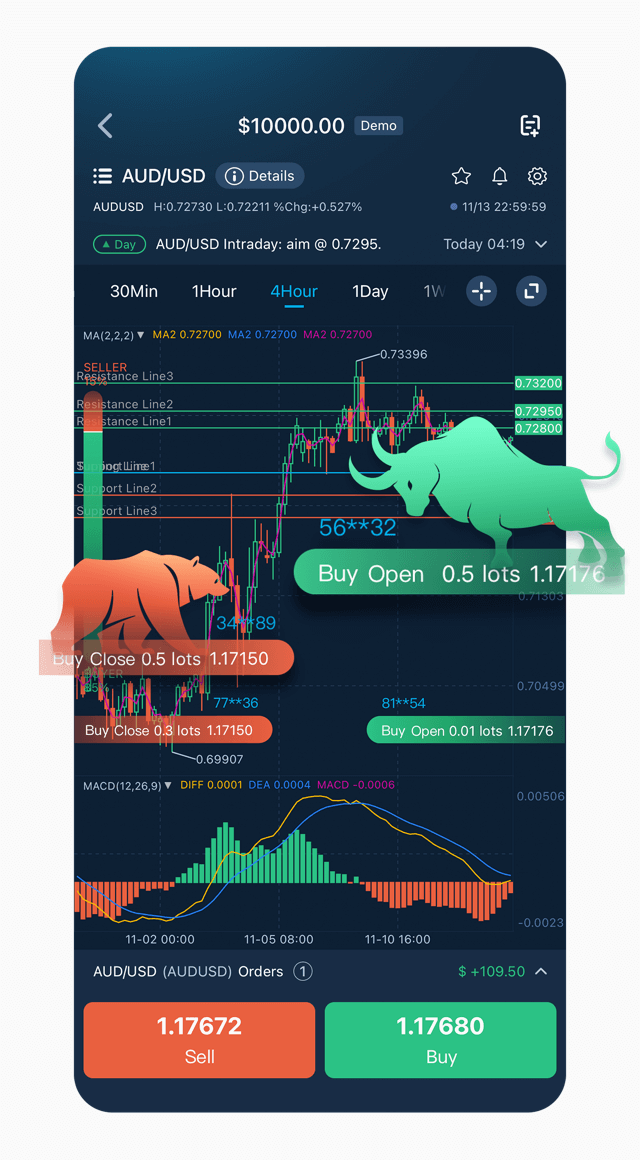 $10000.00 Demo
AUD/USD Details
AUDUSD H:0.72730 L:0.72211 %Chg:+0.527% 11/13 22:59:59
Day AUD/USD Intraday: aim @ 0.7295. Today 04:19
30Min 1Hour 4Hour 1Day 1W
MA(2,2,2) MA2 0.72700 MA2 0.72700 MA2 0.72700
0.73396
SELLER
15%
Resistance Line3 0.73200
Resistance Line2 0.72950
Resistance Line1 0.72800
Support Line1
Support Line2
Support Line3
56**32
Buy Open 0.5 lots 1.17176
0.71303
34**89
Buy Close 0.5 lots 1.17150
BUYER
85%
0.70499
77**36 81**54
Buy Close 0.3 lots 1.17150 Buy Open 0.01 lots 1.17176
0.69907
MACD(12,26,9) DIFF 0.0001 DEA 0.0004 MACD -0.0006
0.00506
-0.0023
11-02 00:00 11-05 08:00 11-10 16:00
AUD/USD (AUDUSD) Orders 1 $ +109.50
1.17672 1.17680
Sell Buy